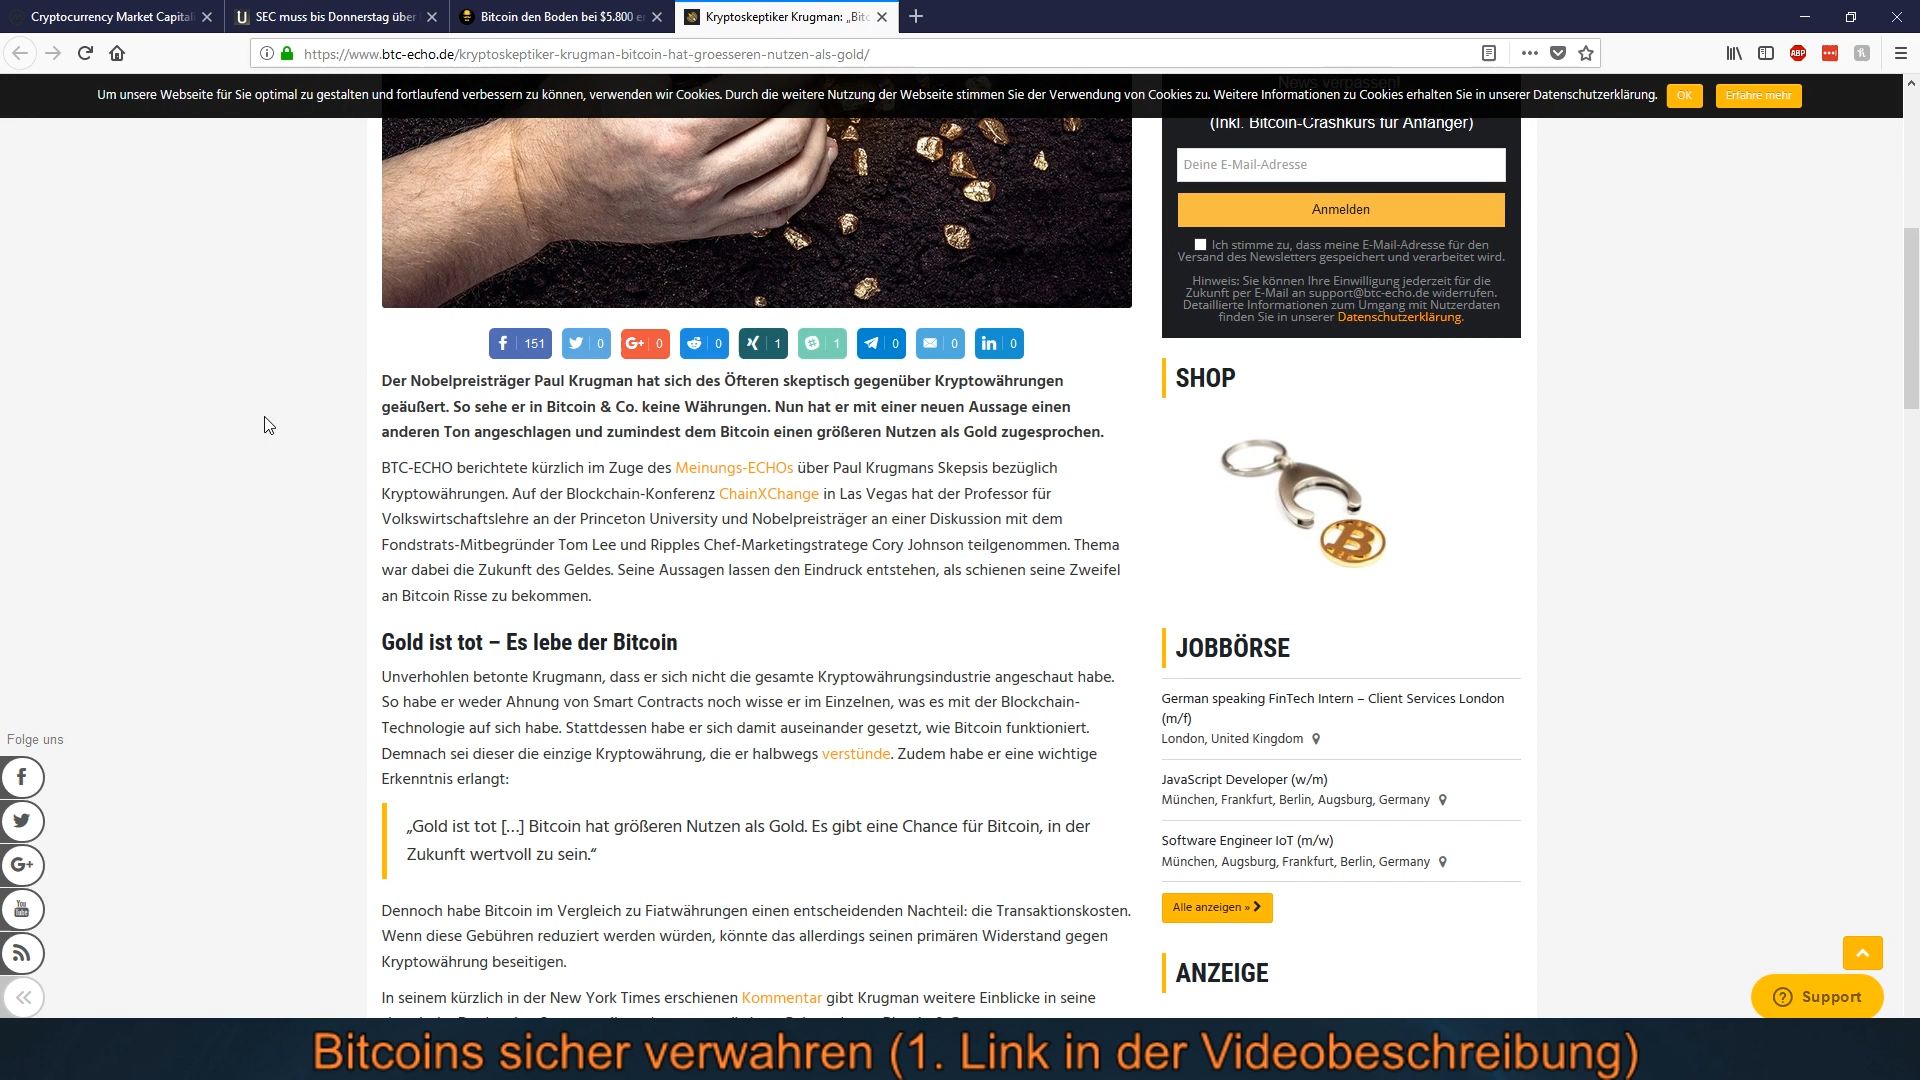 Cryptocurrency Market Capital
SEC muss bis Donnerstag über
Bitcoin den Boden bei $5.800 e
Kryptoskeptiker Krugman: „Bitc
https://www.btc-echo.de/kryptoskeptiker-krugman-bitcoin-hat-groesseren-nutzen-als-gold/
ABP
News verpassen!
Um unsere Webseite für Sie optimal zu gestalten und fortlaufend verbessern zu können, verwenden wir Cookies. Durch die weitere Nutzung der Webseite stimmen Sie der Verwendung von Cookies zu. Weitere Informationen zu Cookies erhalten Sie in unserer Datenschutzerklärung.
OK
Erfahre mehr
(Inkl. Bitcoin-Crashkurs für Anfänger)
Deine E-Mail-Adresse
Anmelden
Ich stimme zu, dass meine E-Mail-Adresse für den
Versand des Newsletters gespeichert und verarbeitet wird.
Hinweis: Sie können Ihre Einwilligung jederzeit für die
Zukunft per E-Mail an support@btc-echo.de widerrufen.
Detaillierte Informationen zum Umgang mit Nutzerdaten
finden Sie in unserer Datenschutzerklärung.
151
0
G+ 0
0
1
1
0
0
in 0
Der Nobelpreisträger Paul Krugman hat sich des Öfteren skeptisch gegenüber Kryptowährungen
geäußert. So sehe er in Bitcoin & Co. keine Währungen. Nun hat er mit einer neuen Aussage einen
anderen Ton angeschlagen und zumindest dem Bitcoin einen größeren Nutzen als Gold zugesprochen.
BTC-ECHO berichtete kürzlich im Zuge des Meinungs-ECHOs über Paul Krugmans Skepsis bezüglich
Kryptowährungen. Auf der Blockchain-Konferenz ChainXChange in Las Vegas hat der Professor für
Volkswirtschaftslehre an der Princeton University und Nobelpreisträger an einer Diskussion mit dem
Fondstrats-Mitbegründer Tom Lee und Ripples Chef-Marketingstratege Cory Johnson teilgenommen. Thema
war dabei die Zukunft des Geldes. Seine Aussagen lassen den Eindruck entstehen, als schienen seine Zweifel
an Bitcoin Risse zu bekommen.
Gold ist tot – Es lebe der Bitcoin
Unverhohlen betonte Krugmann, dass er sich nicht die gesamte Kryptowährungsindustrie angeschaut habe.
So habe er weder Ahnung von Smart Contracts noch wisse er im Einzelnen, was es mit der Blockchain-
Technologie auf sich habe. Stattdessen habe er sich damit auseinander gesetzt, wie Bitcoin funktioniert.
Demnach sei dieser die einzige Kryptowährung, die er halbwegs verstünde. Zudem habe er eine wichtige
Erkenntnis erlangt:
„Gold ist tot […] Bitcoin hat größeren Nutzen als Gold. Es gibt eine Chance für Bitcoin, in der
Zukunft wertvoll zu sein.“
Dennoch habe Bitcoin im Vergleich zu Fiatwährungen einen entscheidenden Nachteil: die Transaktionskosten.
Wenn diese Gebühren reduziert werden würden, könnte das allerdings seinen primären Widerstand gegen
Kryptowährung beseitigen.
In seinem kürzlich in der New York Times erschienen Kommentar gibt Krugman weitere Einblicke in seine
SHOP
JOBBÖRSE
German speaking FinTech Intern – Client Services London
(m/f)
London, United Kingdom
JavaScript Developer (w/m)
München, Frankfurt, Berlin, Augsburg, Germany
Software Engineer IoT (m/w)
München, Augsburg, Frankfurt, Berlin, Germany
Alle anzeigen »
ANZEIGE
Folge uns
G+
You Tube
Support
Bitcoins sicher verwahren (1. Link in der Videobeschreibung)